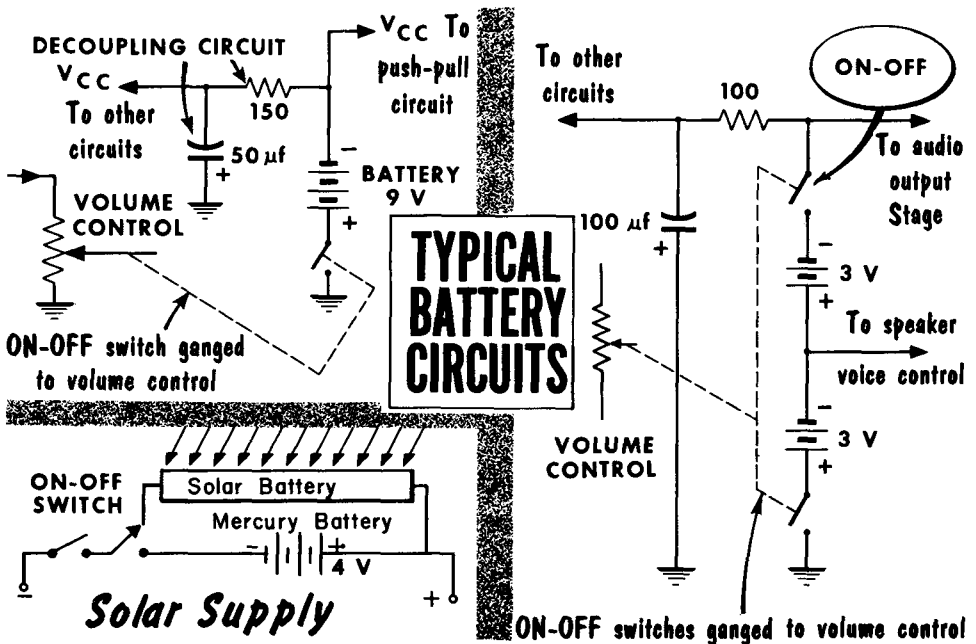 DECOUPLING CIRCUIT
VCC To
push-pull
circuit
VCC
To other
circuits
150
50 µf
+
-
BATTERY
9 V
+
VOLUME
CONTROL
ON-OFF switch ganged
to volume control
TYPICAL
BATTERY
CIRCUITS
To other
circuits
100
ON-OFF
To audio
output
Stage
100 µf
+
-
3 V
+
To speaker
voice control
-
3 V
+
VOLUME
CONTROL
ON-OFF switches ganged to volume control
ON-OFF
SWITCH
Solar Battery
Mercury Battery
- +
4 V
- +
Solar Supply